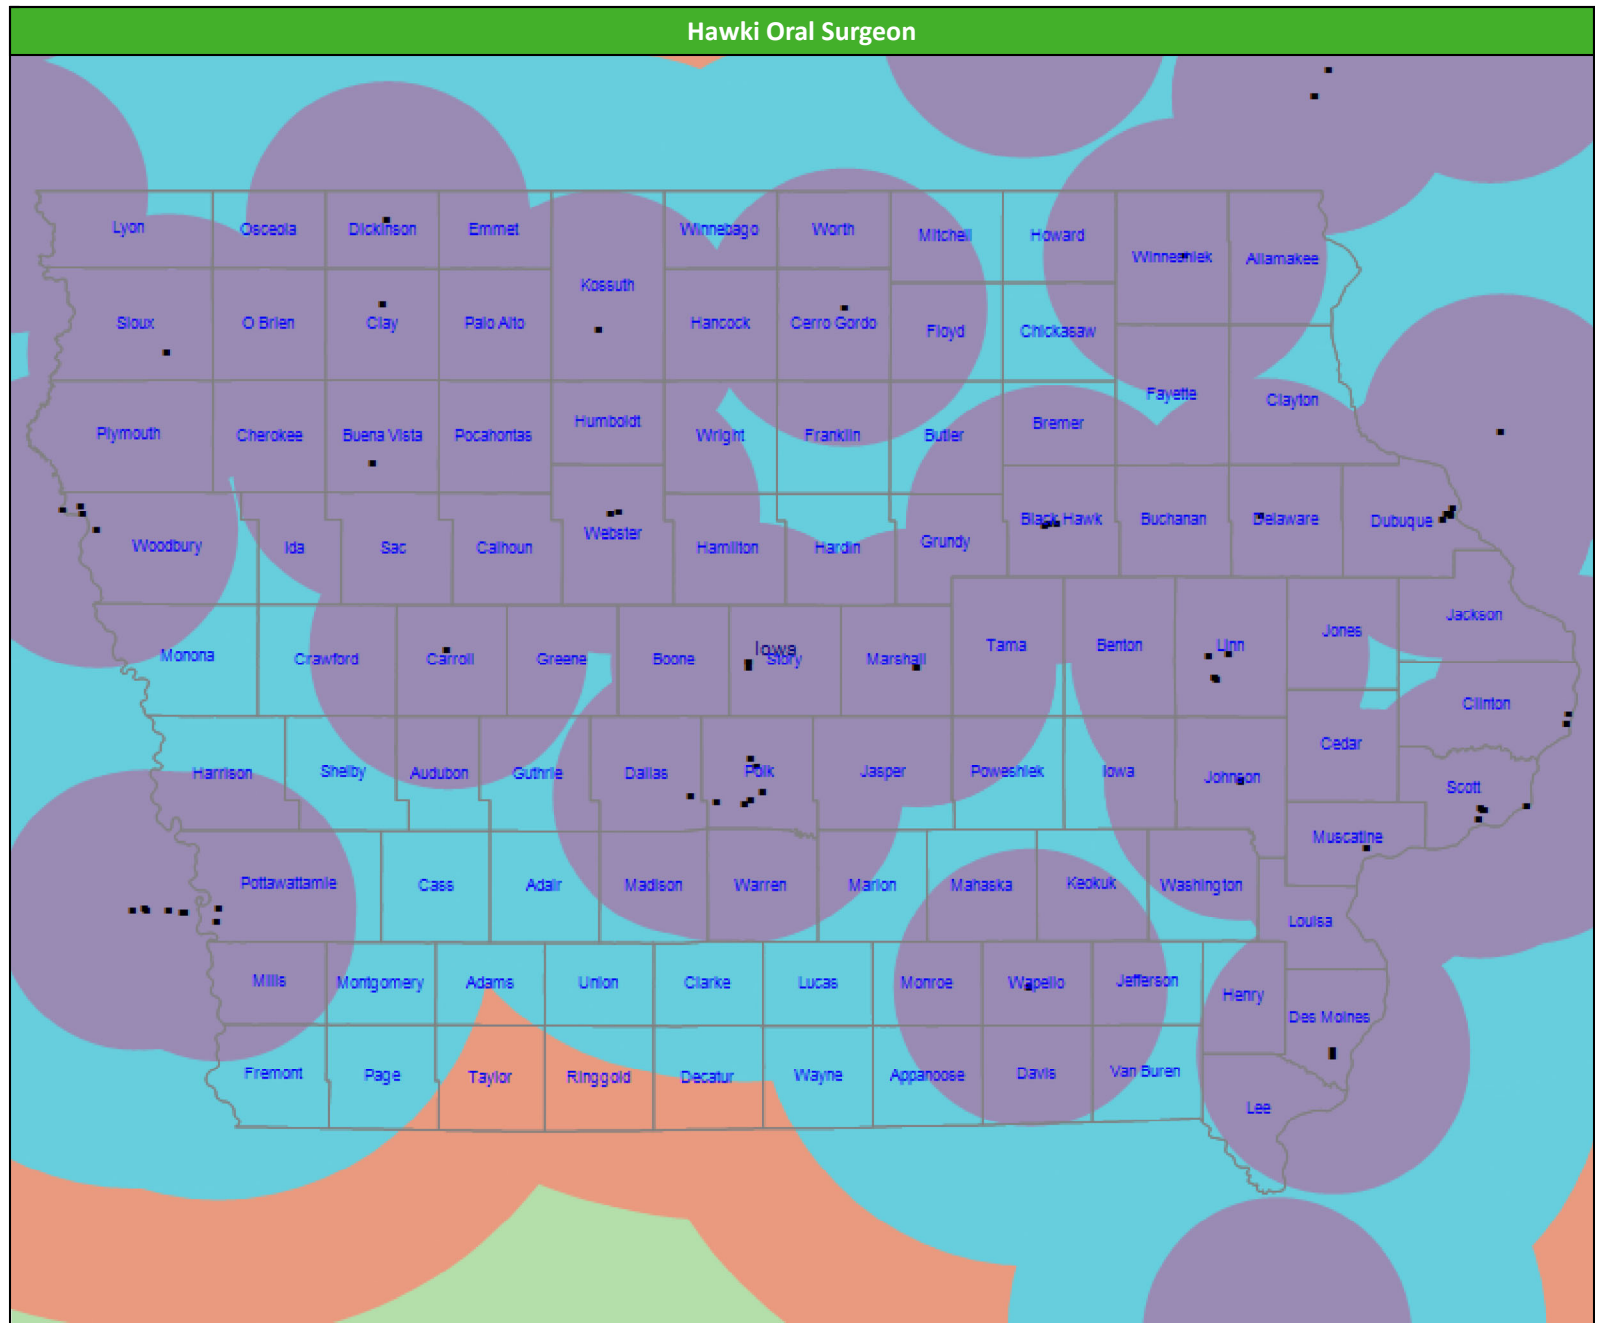 Hawki Oral Surgeon
Lyon
Osceola
Dickinson
Emmet
Winnebago
Worth
Mitchell
Howard
Winneshiek
Allamakee
Kossuth
Sioux
O Brien
Clay
Palo Alto
Hancock
Cerro Gordo
Floyd
Chickasaw
Fayette
Clayton
Plymouth
Cherokee
Buena Vista
Pocahontas
Humboldt
Wright
Franklin
Butler
Bremer
Woodbury
Ida
Sac
Calhoun
Webster
Hamilton
Hardin
Grundy
Black Hawk
Buchanan
Delaware
Dubuque
Monona
Crawford
Carroll
Greene
Boone
Iowa
Story
Marshall
Tama
Benton
Linn
Jones
Jackson
Clinton
Harrison
Shelby
Audubon
Guthrie
Dallas
Polk
Jasper
Poweshiek
Iowa
Johnson
Cedar
Scott
Muscatine
Pottawattamie
Cass
Adair
Madison
Warren
Marion
Mahaska
Keokuk
Washington
Louisa
Mills
Montgomery
Adams
Union
Clarke
Lucas
Monroe
Wapello
Jefferson
Henry
Des Moines
Fremont
Page
Taylor
Ringgold
Decatur
Wayne
Appanoose
Davis
Van Buren
Lee